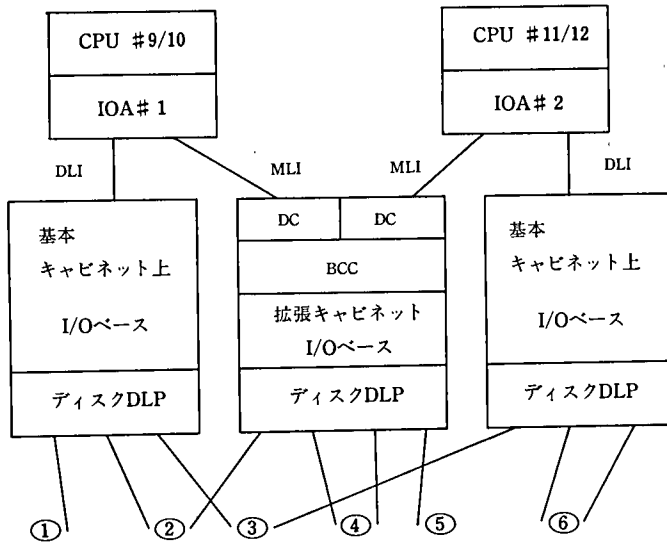 CPU #9/10
IOA#1
CPU #11/12
IOA#2
DLI
MLI
MLI
DLI
基本
キャビネット上
I/Oベース
ディスクDLP
DC
DC
BCC
拡張キャビネット
I/Oベース
ディスクDLP
基本
キャビネット上
I/Oベース
ディスクDLP
①
②
③
④
⑤
⑥